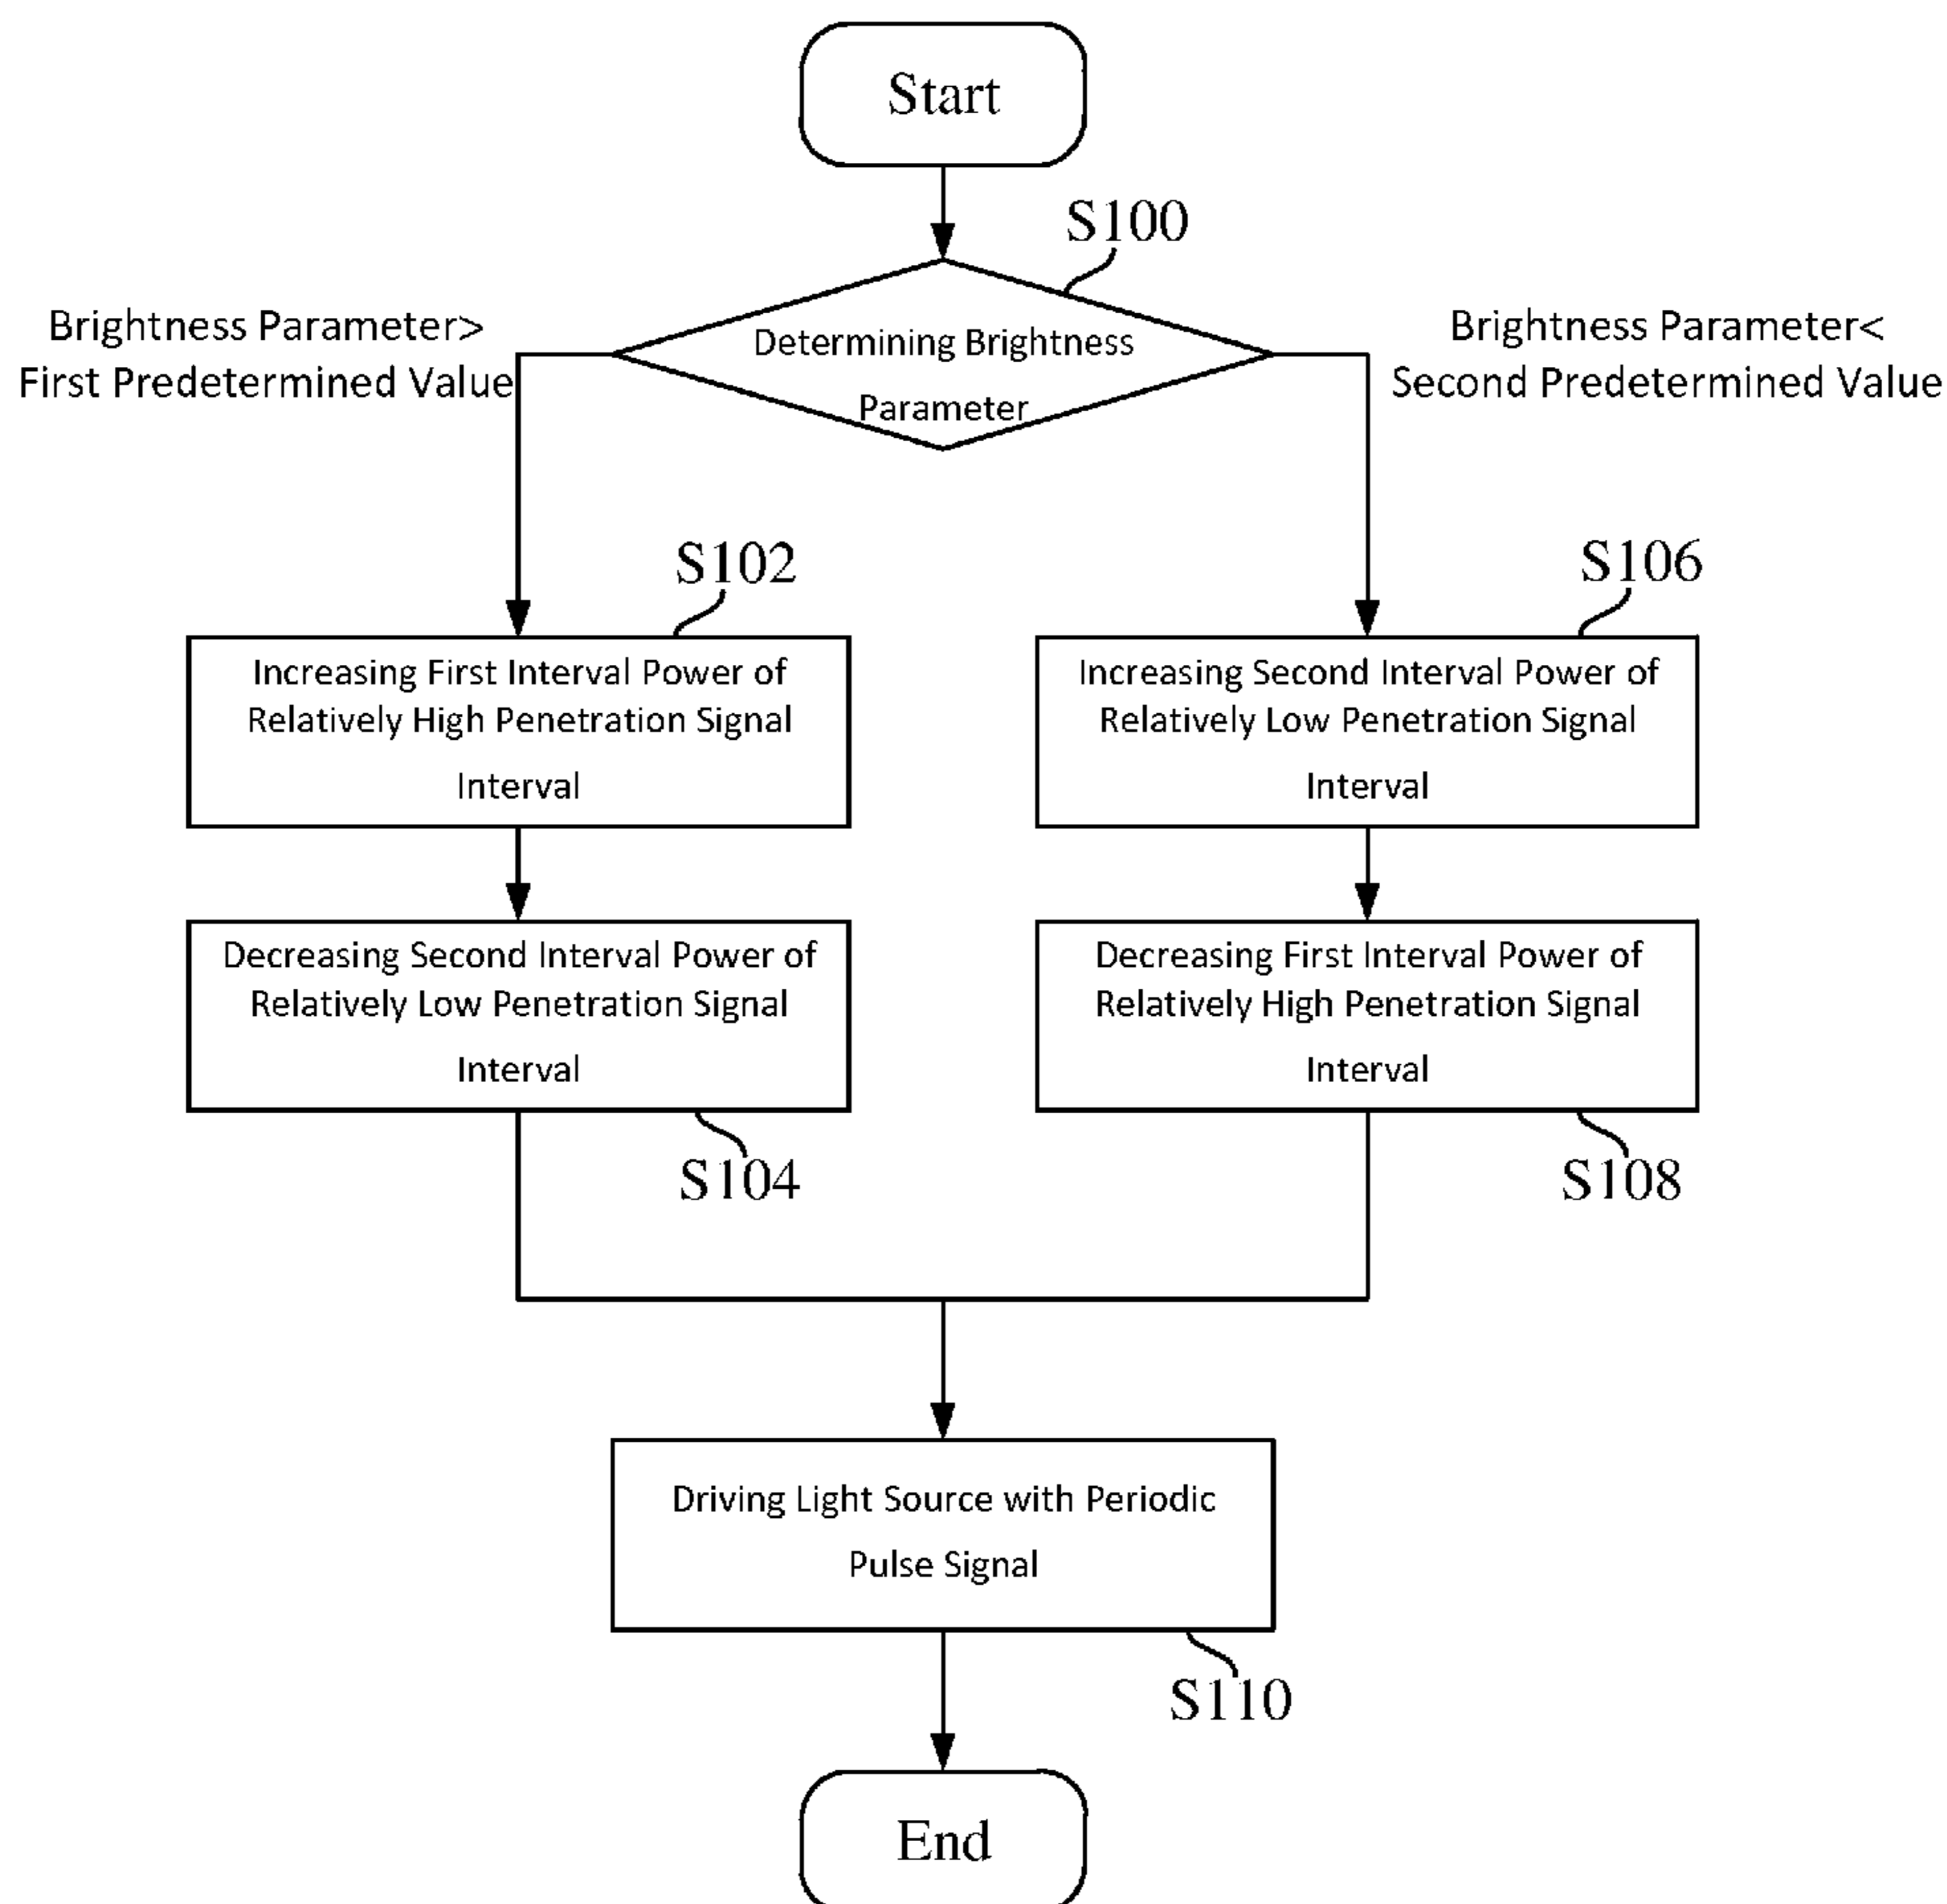 Start
S100
Brightness Parameter>
First Predetermined Value
Determining Brightness
Parameter
Brightness Parameter<
Second Predetermined Value
S102
Increasing First Interval Power of
Relatively High Penetration Signal
Interval
Decreasing Second Interval Power of
Relatively Low Penetration Signal
Interval
S104
S106
Increasing Second Interval Power of
Relatively Low Penetration Signal
Interval
Decreasing First Interval Power of
Relatively High Penetration Signal
Interval
S108
Driving Light Source with Periodic
Pulse Signal
S110
End